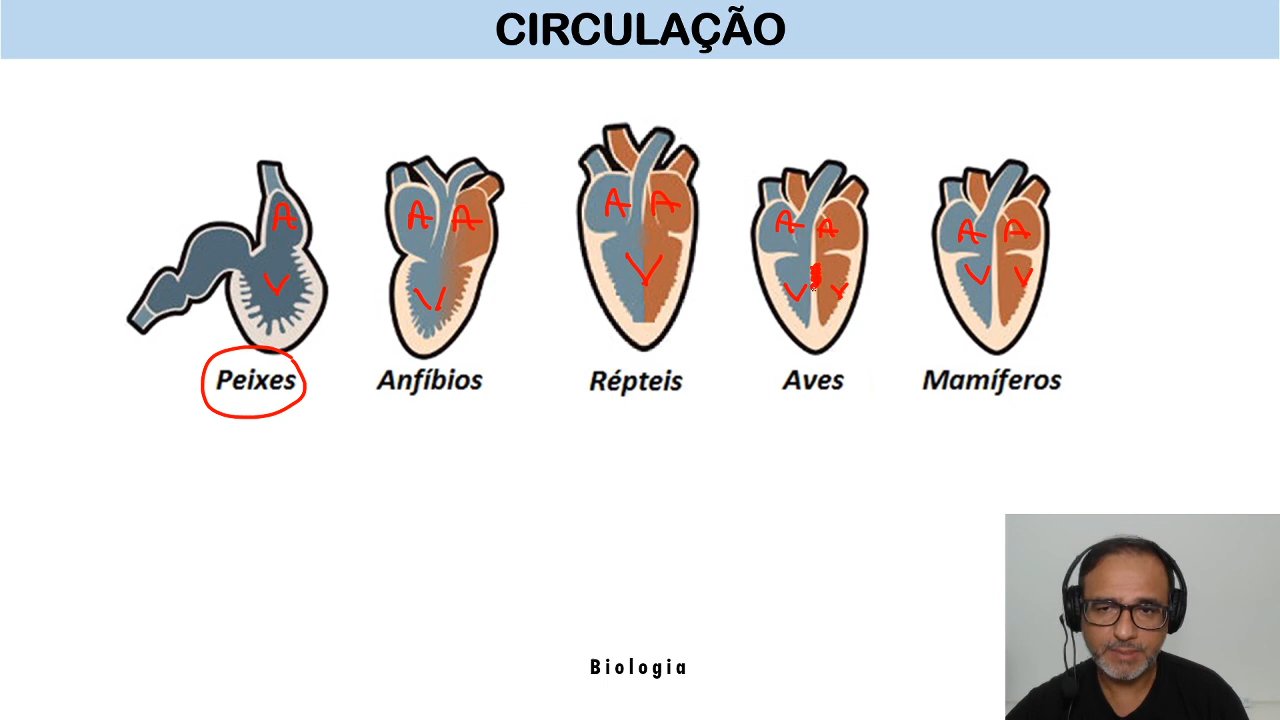 CIRCULAÇÃO
A
V
A A
V
A A
V
A A
V V
A A
V V
Peixes Anfíbios Répteis Aves Mamíferos
Biologia